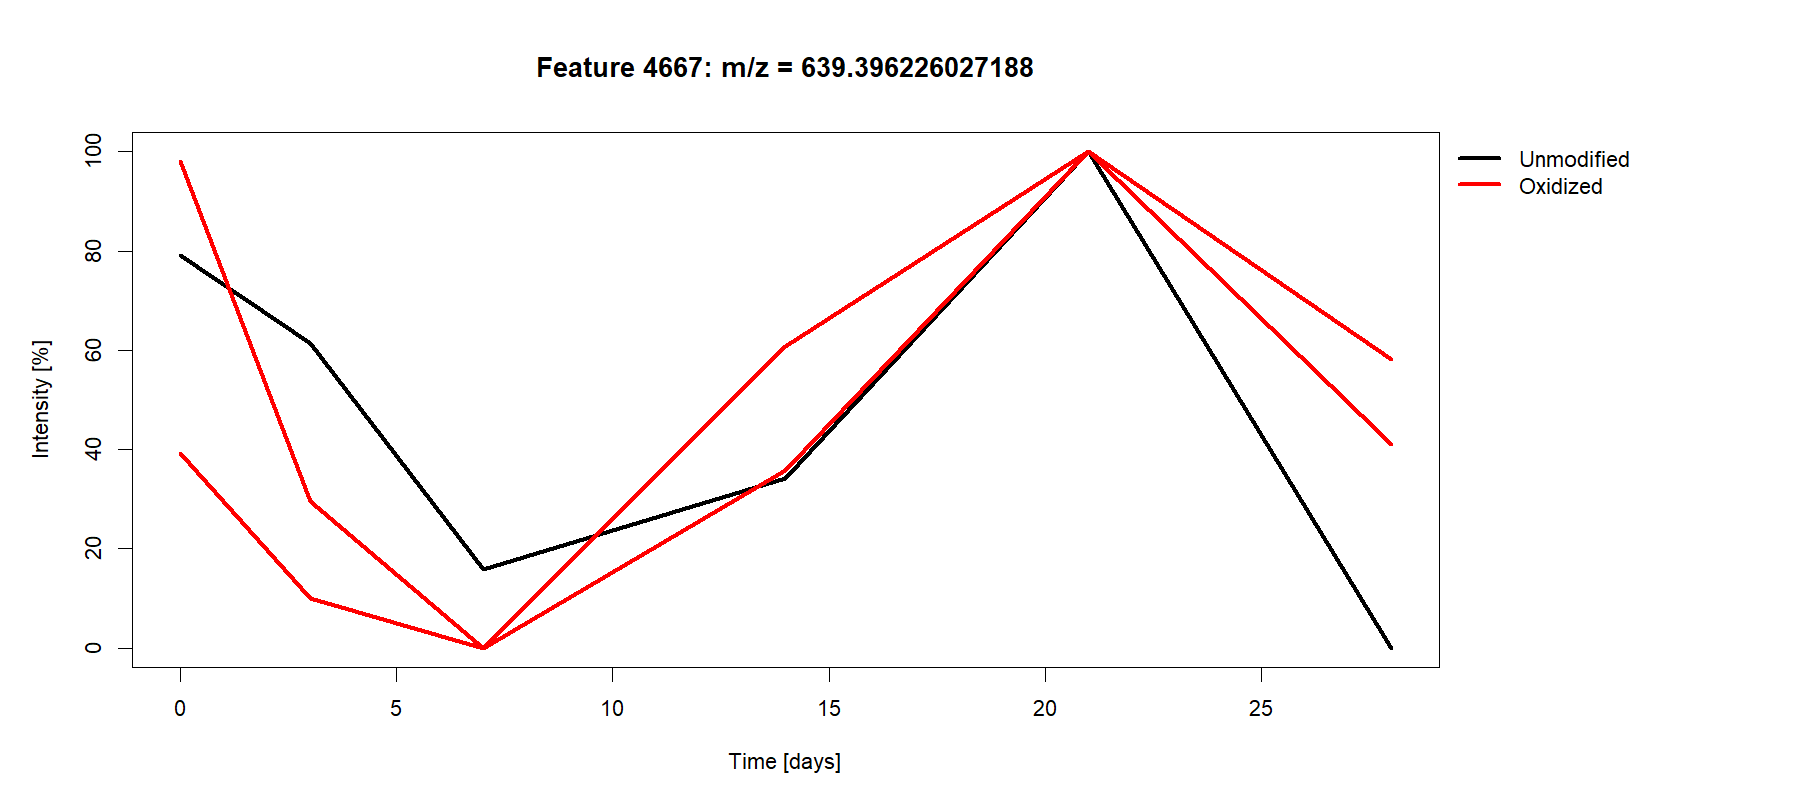 Feature 4667: m/z = 639.396226027188
Unmodified
Oxidized
Intensity [%]
100
80
60
40
20
0
0 5 10 15 20 25
Time [days]